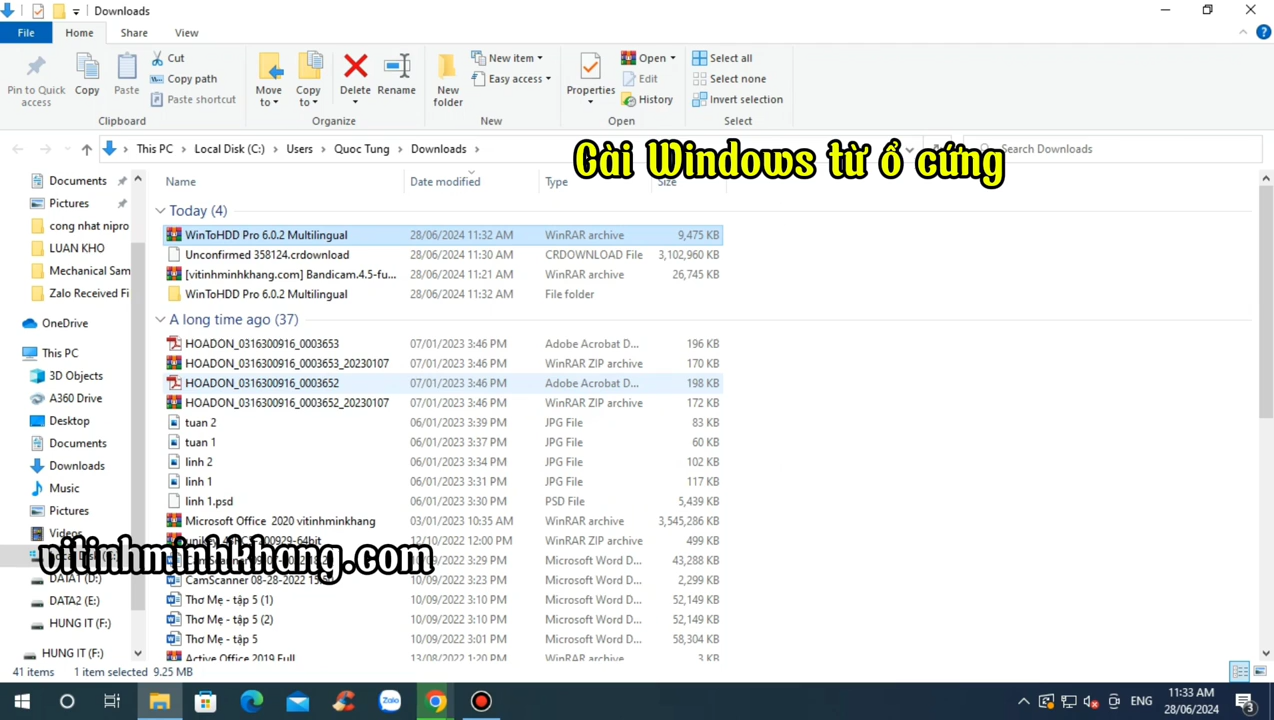 Downloads
File Home Share View
Pin to Quick access
Copy
Paste
Cut
Copy path
Paste shortcut
Clipboard
Move to
Copy to
Delete
Rename
Organize
New folder
New item
Easy access
New
Properties
Open
Edit
History
Open
Select all
Select none
Invert selection
Select
This PC > Local Disk (C:) > Users > Quoc Tung > Downloads >
Search Downloads
Cài Windows từ ổ cứng
Name Date modified Type Size
Documents
Pictures
cong nhat nipro
LUAN KHO
Mechanical Sam
Zalo Received Fi
OneDrive
This PC
3D Objects
A360 Drive
Desktop
Documents
Downloads
Music
Pictures
Videos
DATA1 (D:)
DATA2 (E:)
HUNG IT (F:)
HUNG IT (F:)
Today (4)
WinToHDD Pro 6.0.2 Multilingual 28/06/2024 11:32 AM WinRAR archive 9,475 KB
Unconfirmed 358124.crdownload 28/06/2024 11:30 AM CRDOWNLOAD File 3,102,960 KB
[vitinhminhkhang.com] Bandicam.4.5-fu... 28/06/2024 11:21 AM WinRAR archive 26,745 KB
WinToHDD Pro 6.0.2 Multilingual 28/06/2024 11:32 AM File folder
A long time ago (37)
HOADON_0316300916_0003653 07/01/2023 3:46 PM Adobe Acrobat D... 196 KB
HOADON_0316300916_0003653_20230107 07/01/2023 3:46 PM WinRAR ZIP archive 170 KB
HOADON_0316300916_0003652 07/01/2023 3:46 PM Adobe Acrobat D... 198 KB
HOADON_0316300916_0003652_20230107 07/01/2023 3:46 PM WinRAR ZIP archive 172 KB
tuan 2 06/01/2023 3:39 PM JPG File 83 KB
tuan 1 06/01/2023 3:37 PM JPG File 60 KB
linh 2 06/01/2023 3:34 PM JPG File 102 KB
linh 1 06/01/2023 3:31 PM JPG File 117 KB
linh 1.psd 06/01/2023 3:30 PM PSD File 5,439 KB
Microsoft Office 2020 vitinhminhkhang 03/01/2023 10:35 AM WinRAR archive 3,545,286 KB
12/10/2022 12:00 PM WinRAR archive 499 KB
vitinhminhkhang.com
3:29 PM Microsoft Word D... 43,288 KB
CamScanner 08-28-2022 10/09/2022 3:23 PM Microsoft Word D... 2,299 KB
Thơ Mẹ - tập 5 (1) 10/09/2022 3:10 PM Microsoft Word D... 52,149 KB
Thơ Mẹ - tập 5 (2) 10/09/2022 3:10 PM Microsoft Word D... 52,149 KB
Thơ Mẹ - tập 5 10/09/2022 3:01 PM Microsoft Word D... 58,304 KB
Active Office 2019 Full 13/08/2022 1:20 PM WinRAR archive 3 KB
41 items 1 item selected 9.25 MB
Zalo
ENG
11:33 AM
28/06/2024
3